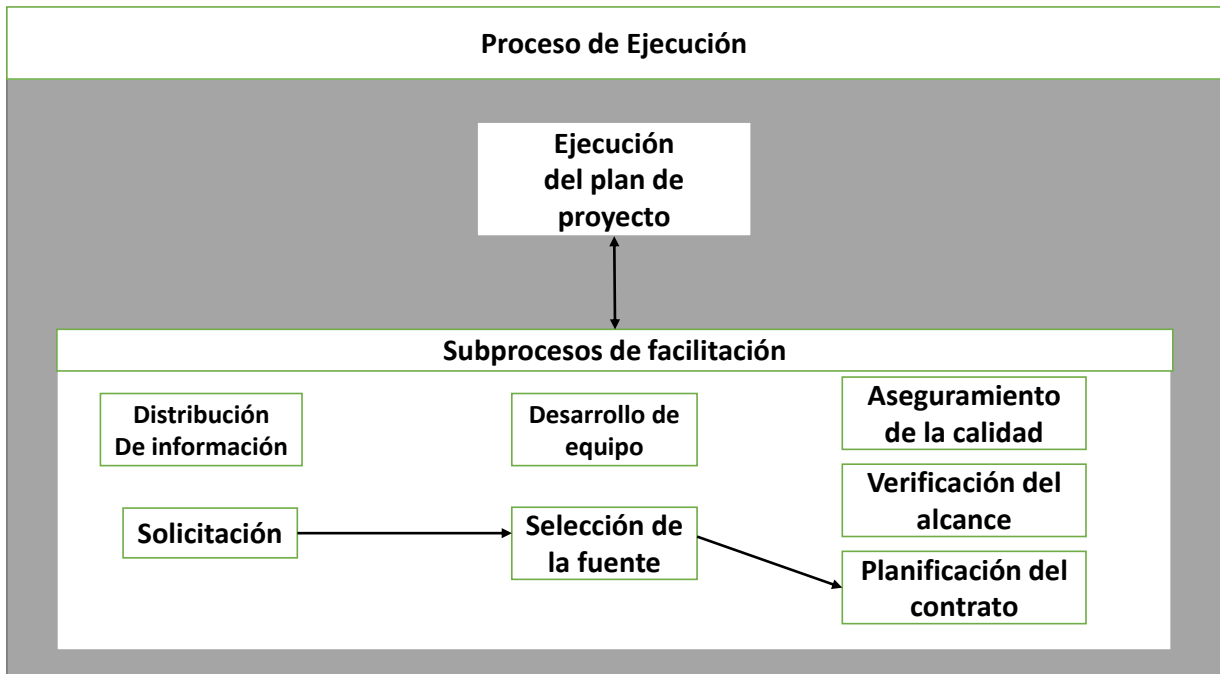 Proceso de Ejecución
Ejecución
del plan de
proyecto
Subprocesos de facilitación
Distribución
De información
Desarrollo de
equipo
Aseguramiento
de la calidad
Verificación del
alcance
Solicitación
Selección de
la fuente
Planificación del
contrato